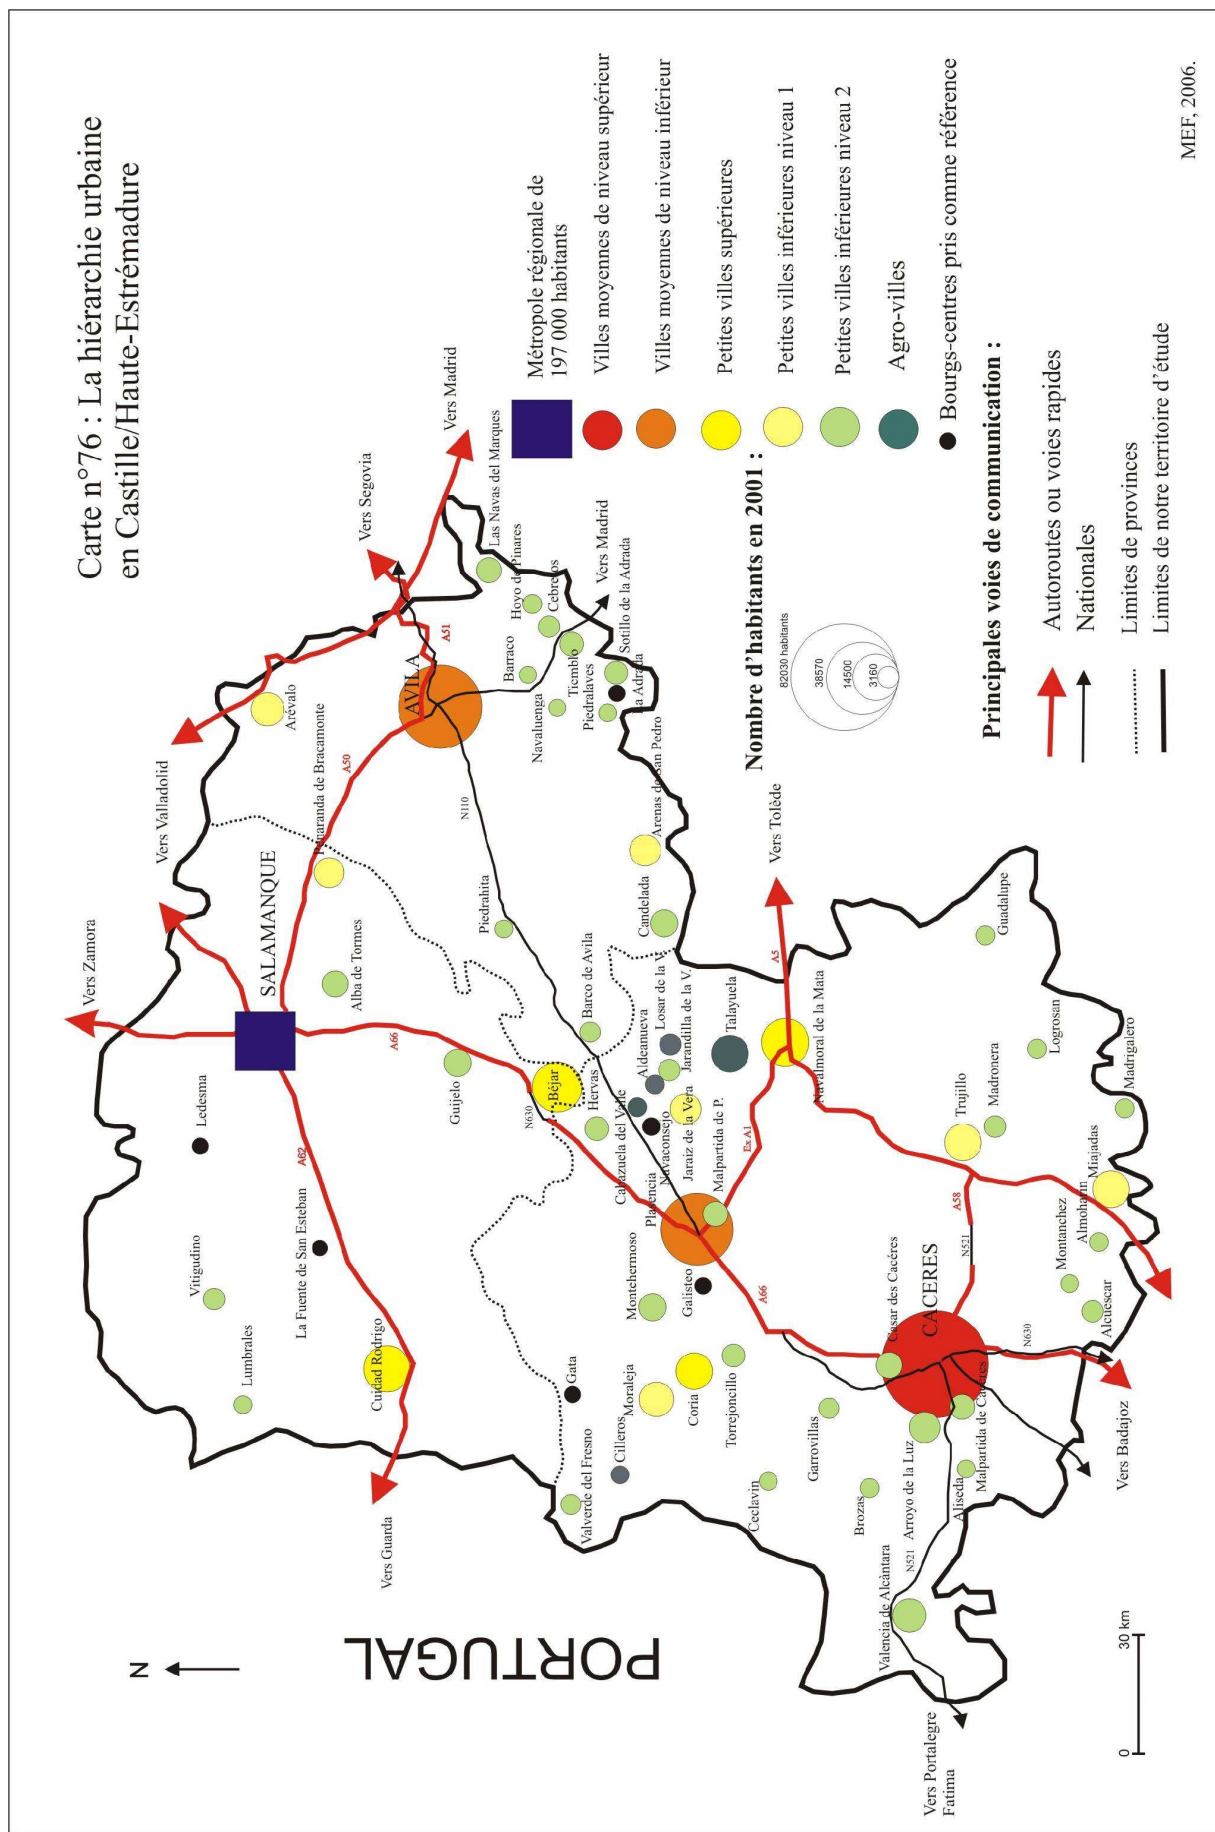 Carte n°76 : La hiérarchie urbaine
en Castille/Haute-Estrémadure
N
PORTUGAL
Vers Zamora
Vers Valladolid
Vers Segovia
Vers Madrid
Vers Madrid
Vers Tolède
Vers Badajoz
Vers Portalegre
Fatima
Vers Guarda
SALAMANQUE
Ledesma
Vitigudino
Lumbrales
La Fuente de San Esteban
Cuidad Rodrigo
Alba de Tormes
Penaranda de Bracamonte
Guijelo
Béjar
Arévalo
AVILA
Las Navas del Marques
Hoyo de Pinares
Cebreros
Barraco
Tiemblo
Navaluenga
Piedralaves
Sotillo de la Adrada
La Adrada
Arenas de San Pedro
Candelada
Piedrahita
Barco de Avila
Hervas
Cabazuela del Valle
Navaconsejo
Aldeanueva
Losar de la V.
Jarandilla de la V.
Jaraiz de la Vera
Talayuela
Navalmoral de la Mata
Malpartida de P.
Placencia
Galisteo
Montehermoso
Gata
Valverde del Fresno
Cilleros
Moraleja
Coria
Torrejoncillo
Ceclavin
Garrovillas
Brozas
Casar des Cacéres
CACERES
Arroyo de la Luz
Malpartida de Caceres
Aliseda
Valencia de Alcàntara
Alcuescar
Montanchez
Almoharin
Miajadas
Madrigalero
Trujillo
Madronera
Logrosan
Guadalupe
A66
A62
A50
A51
N110
N630
Ex A1
A5
A66
A58
N521
N630
N521
Métropole régionale de
197 000 habitants
Villes moyennes de niveau supérieur
Villes moyennes de niveau inférieur
Petites villes supérieures
Petites villes inférieures niveau 1
Petites villes inférieures niveau 2
Agro-villes
Bourgs-centres pris comme référence
Nombre d'habitants en 2001 :
82030 habitants
38570
14500
3160
Principales voies de communication :
Autoroutes ou voies rapides
Nationales
Limites de provinces
Limites de notre territoire d'étude
0 30 km
MEF, 2006.